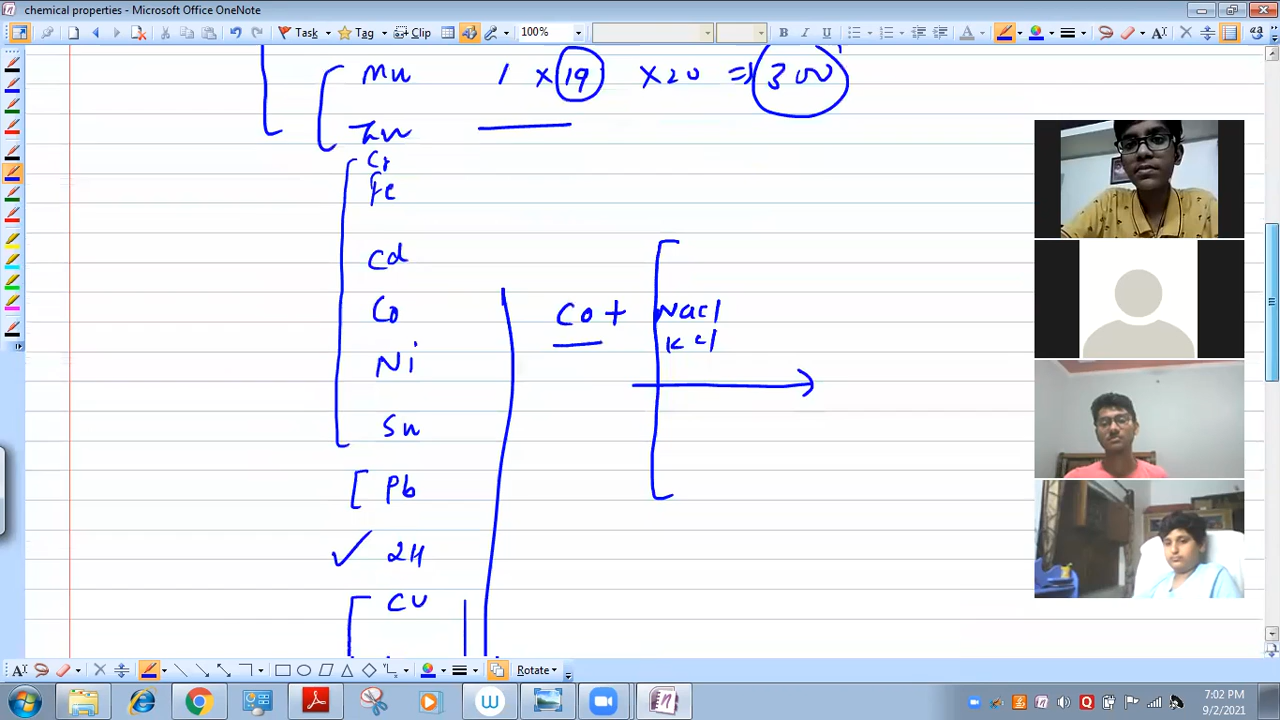 chemical properties - Microsoft Office OneNote
Task Tag Clip 100% B I U A
Mn 1 × 19 × 20 => 300
Zn
Cr
Fe
Cd
Co
Co + NaCl
KCl
Ni
Sn
Pb
✓ 2H
Cu
Rotate
7:02 PM
9/2/2021